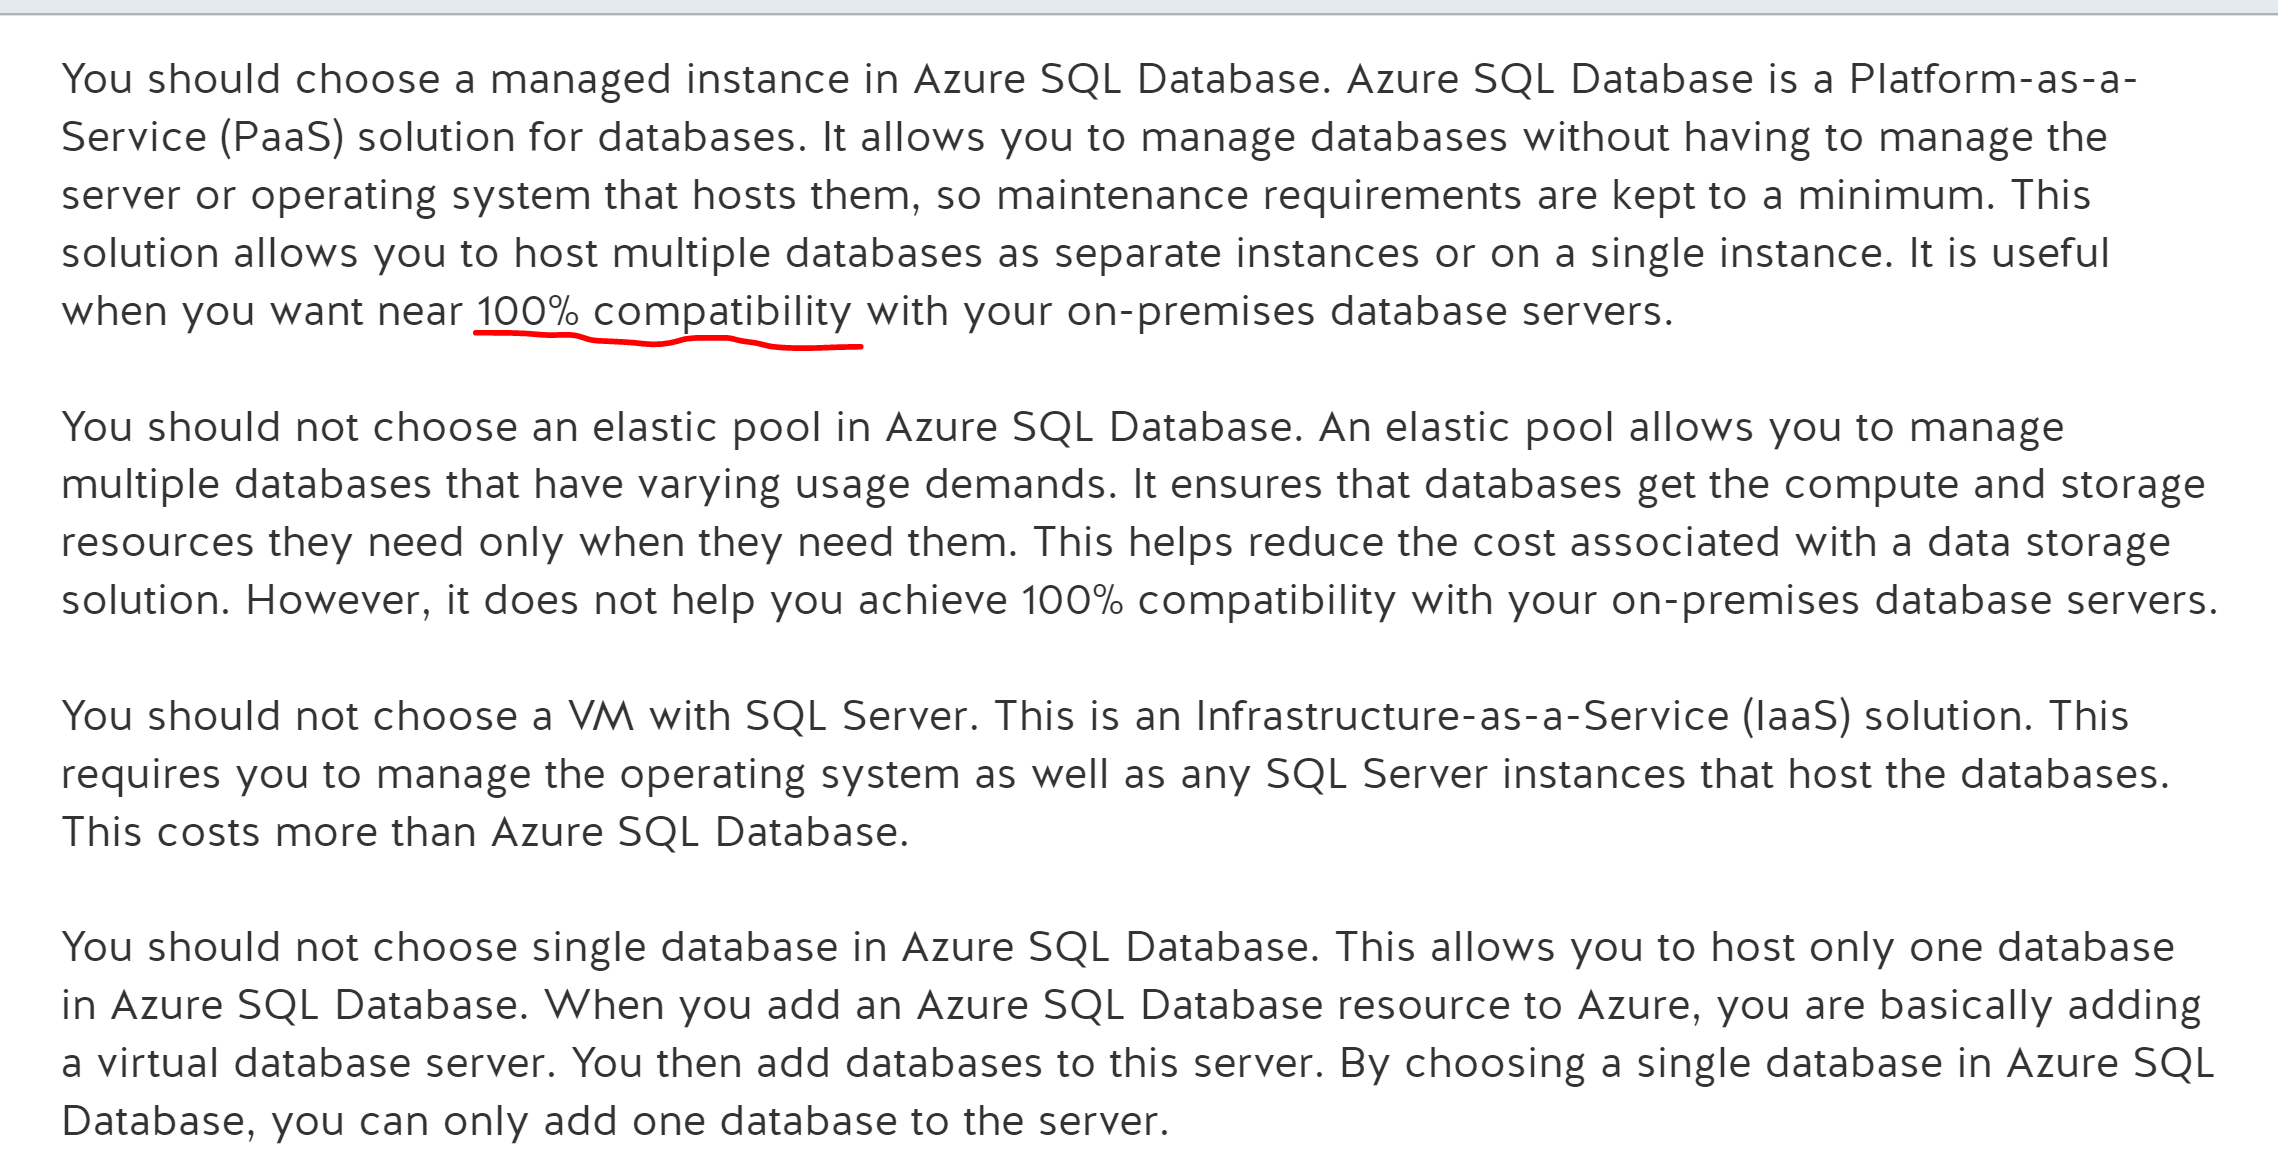 You should choose a managed instance in Azure SQL Database. Azure SQL Database is a Platform-as-a-
Service (PaaS) solution for databases. It allows you to manage databases without having to manage the
server or operating system that hosts them, so maintenance requirements are kept to a minimum. This
solution allows you to host multiple databases as separate instances or on a single instance. It is useful
when you want near 100% compatibility with your on-premises database servers.
You should not choose an elastic pool in Azure SQL Database. An elastic pool allows you to manage
multiple databases that have varying usage demands. It ensures that databases get the compute and storage
resources they need only when they need them. This helps reduce the cost associated with a data storage
solution. However, it does not help you achieve 100% compatibility with your on-premises database servers.
You should not choose a VM with SQL Server. This is an Infrastructure-as-a-Service (IaaS) solution. This
requires you to manage the operating system as well as any SQL Server instances that host the databases.
This costs more than Azure SQL Database.
You should not choose single database in Azure SQL Database. This allows you to host only one database
in Azure SQL Database. When you add an Azure SQL Database resource to Azure, you are basically adding
a virtual database server. You then add databases to this server. By choosing a single database in Azure SQL
Database, you can only add one database to the server.